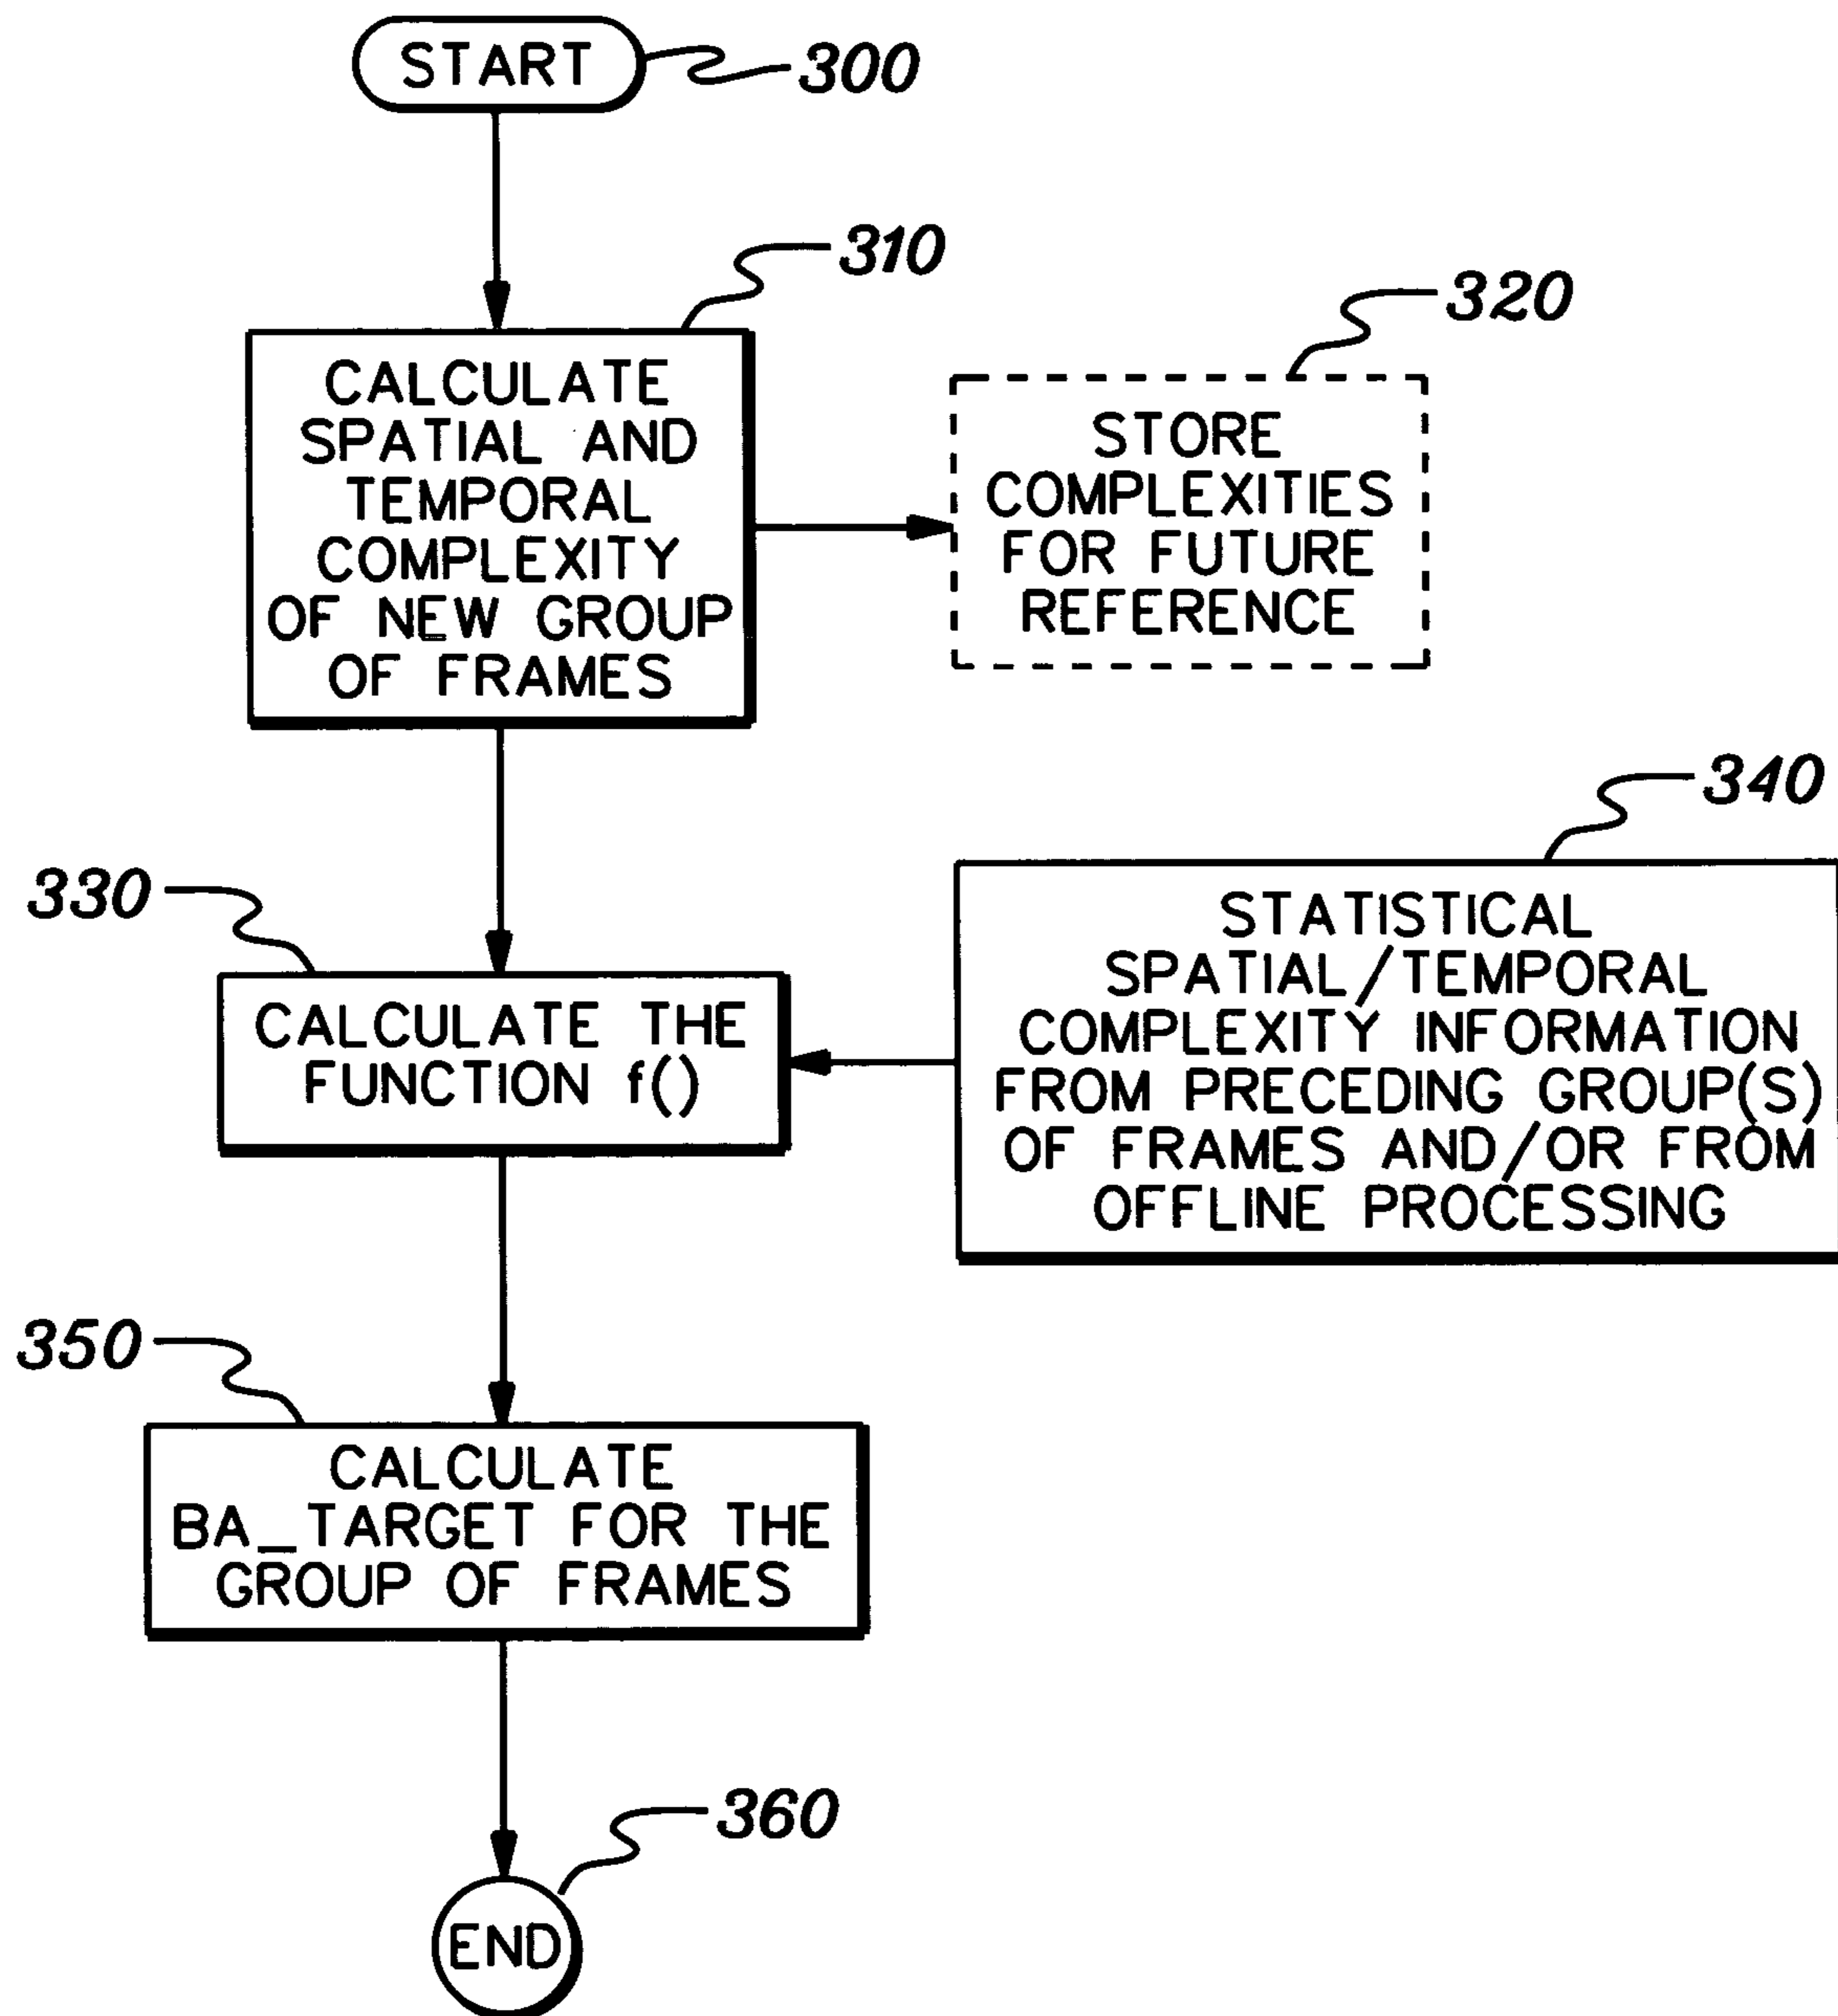 START
300
310
CALCULATE
SPATIAL AND
TEMPORAL
COMPLEXITY
OF NEW GROUP
OF FRAMES
320
STORE
COMPLEXITIES
FOR FUTURE
REFERENCE
330
CALCULATE THE
FUNCTION f()
340
STATISTICAL
SPATIAL/TEMPORAL
COMPLEXITY INFORMATION
FROM PRECEDING GROUP(S)
OF FRAMES AND/OR FROM
OFFLINE PROCESSING
350
CALCULATE
BA_TARGET FOR THE
GROUP OF FRAMES
360
END